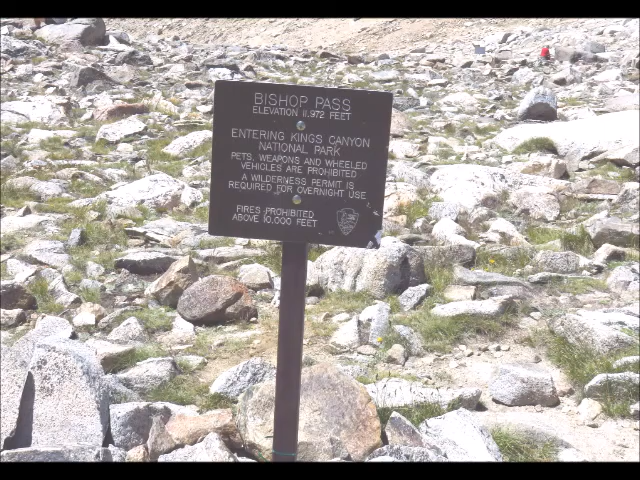 BISHOP PASS
ELEVATION 11,972 FEET
ENTERING KINGS CANYON
NATIONAL PARK
PETS, WEAPONS AND WHEELED
VEHICLES ARE PROHIBITED
A WILDERNESS PERMIT IS
REQUIRED FOR OVERNIGHT USE
FIRES PROHIBITED
ABOVE 10,000 FEET